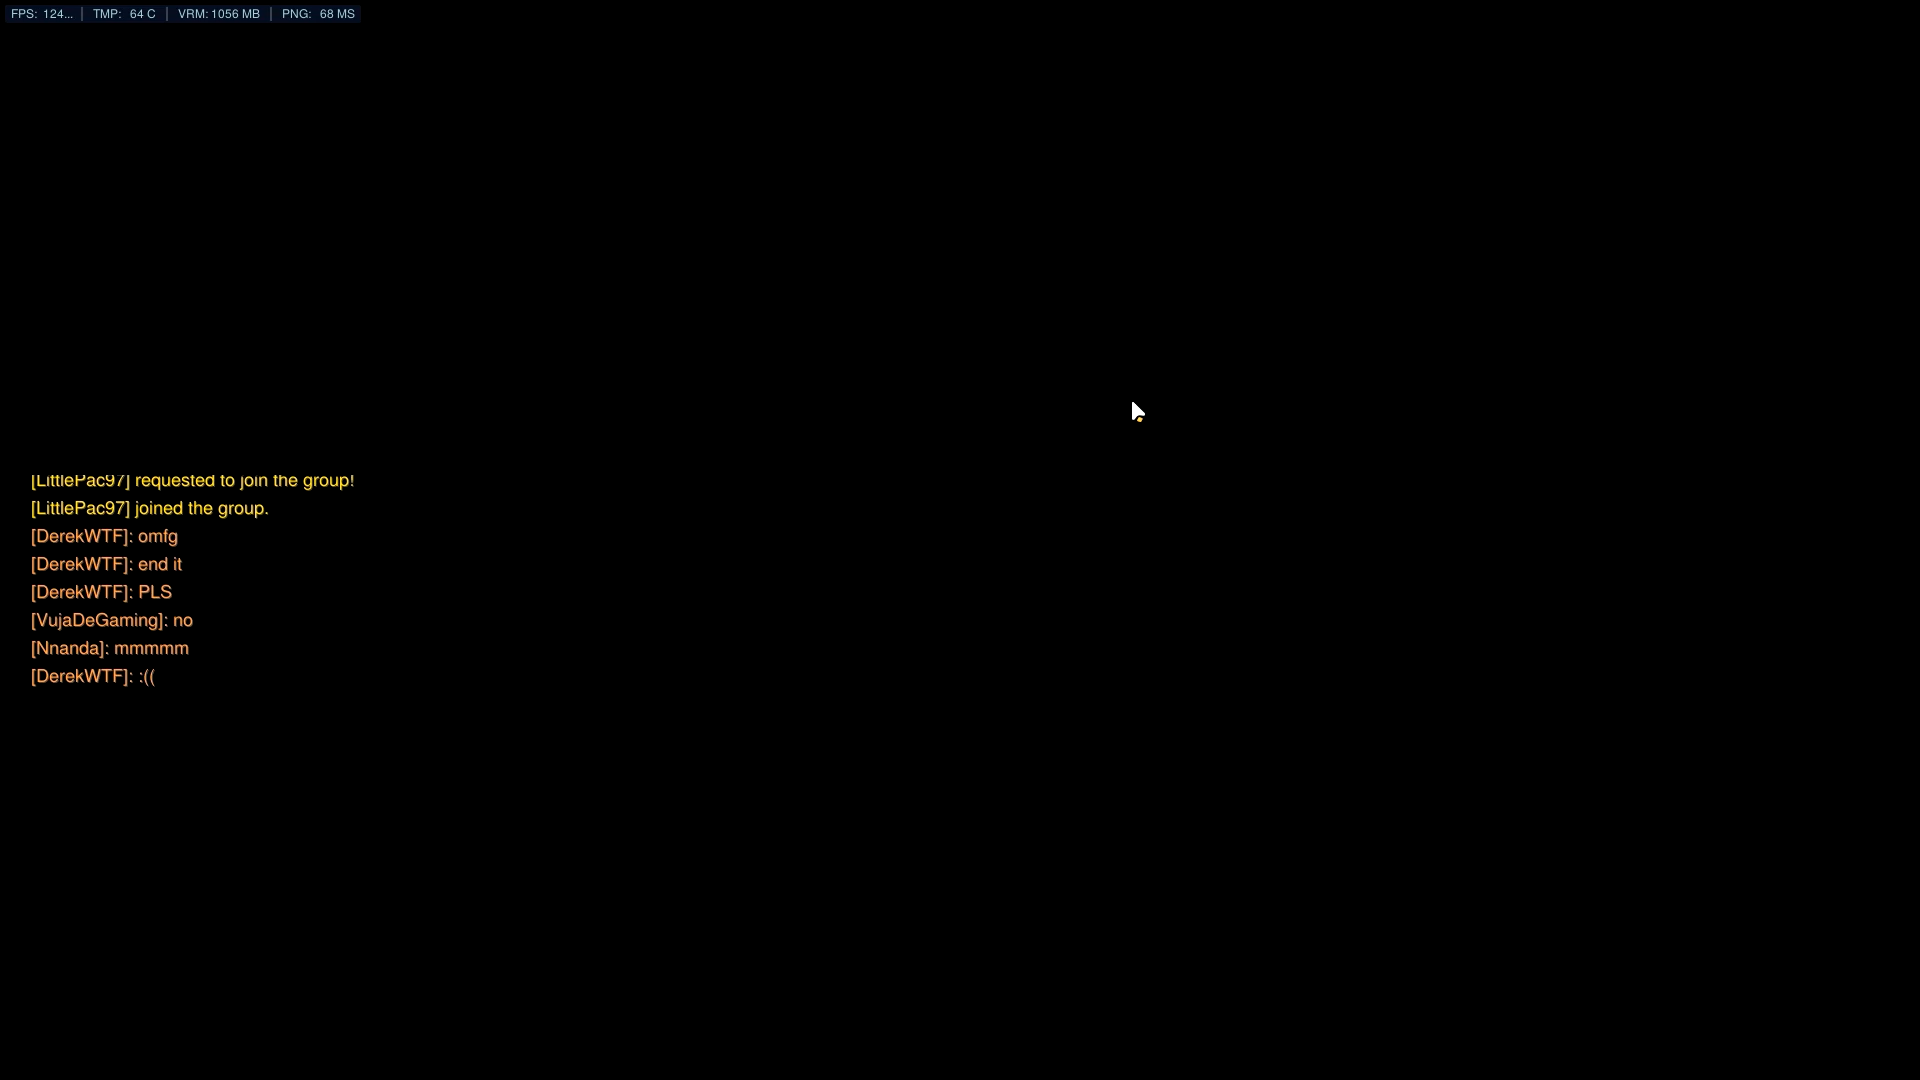 FPS: 124... | TMP: 64 C | VRM: 1056 MB | PNG: 68 MS
[LittlePac97] requested to join the group!
[LittlePac97] joined the group.
[DerekWTF]: omfg
[DerekWTF]: end it
[DerekWTF]: PLS
[VujaDeGaming]: no
[Nnanda]: mmmmm
[DerekWTF]: :((